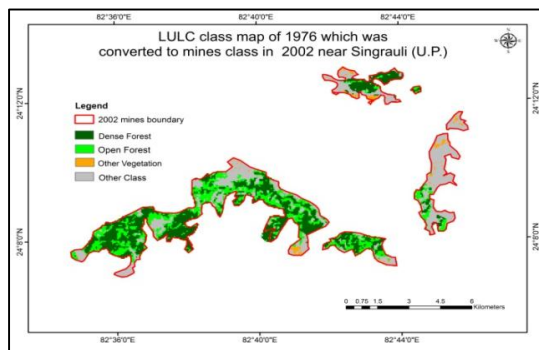 82°36'0"E 82°40'0"E 82°44'0"E
LULC class map of 1976 which was
converted to mines class in 2002 near Singrauli (U.P.)
24°12'0"N 24°12'0"N
Legend
2002 mines boundary
Dense Forest
Open Forest
Other Vegetation
Other Class
24°8'0"N 24°8'0"N
0 0.75 1.5 3 4.5 6
Kilometers
82°36'0"E 82°40'0"E 82°44'0"E